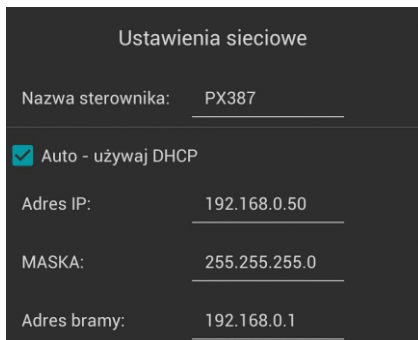 Ustawienia sieciowe
Nazwa sterownika: PX387
Auto - używaj DHCP
Adres IP: 192.168.0.50
MASKA: 255.255.255.0
Adres bramy: 192.168.0.1